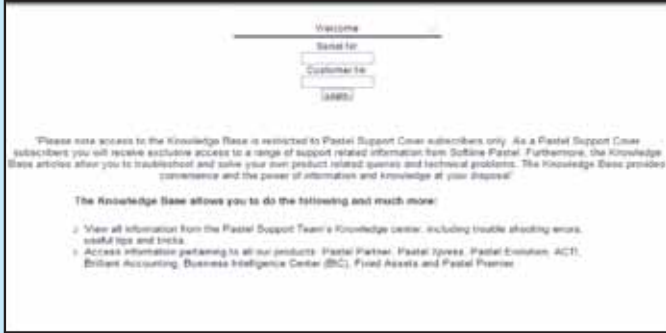 Welcome
Serial Nr
Customer Nr
Login
"Please note access to the Knowledge Base is restricted to Pastel Support Cover subscribers only. As a Pastel Support Cover
subscribers you will receive exclusive access to a range of support related information from Softline Pastel. Furthermore, the Knowledge
Base articles allow you to troubleshoot and solve your own product related queries and technical problems. The Knowledge Base provides
convenience and the power of information and knowledge at your disposal"
The Knowledge Base allows you to do the following and much more:
View all information from the Pastel Support Team's Knowledge center, including trouble shooting errors,
useful tips and tricks.
Access information pertaining to all our products: Pastel Partner, Pastel Xpress, Pastel Evolution, ACT!,
Brilliant Accounting, Business Intelligence Center (BIC), Fixed Assets and Pastel Premier